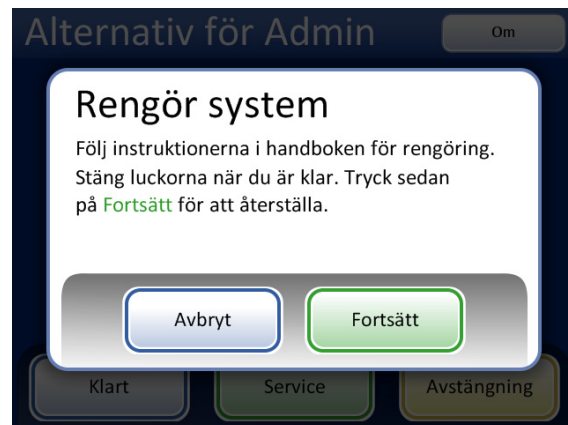 Alternativ för Admin
Om
Rengör system
Följ instruktionerna i handboken för rengöring.
Stäng luckorna när du är klar. Tryck sedan
på Fortsätt för att återställa.
Avbryt
Fortsätt
Klart
Service
Avstängning